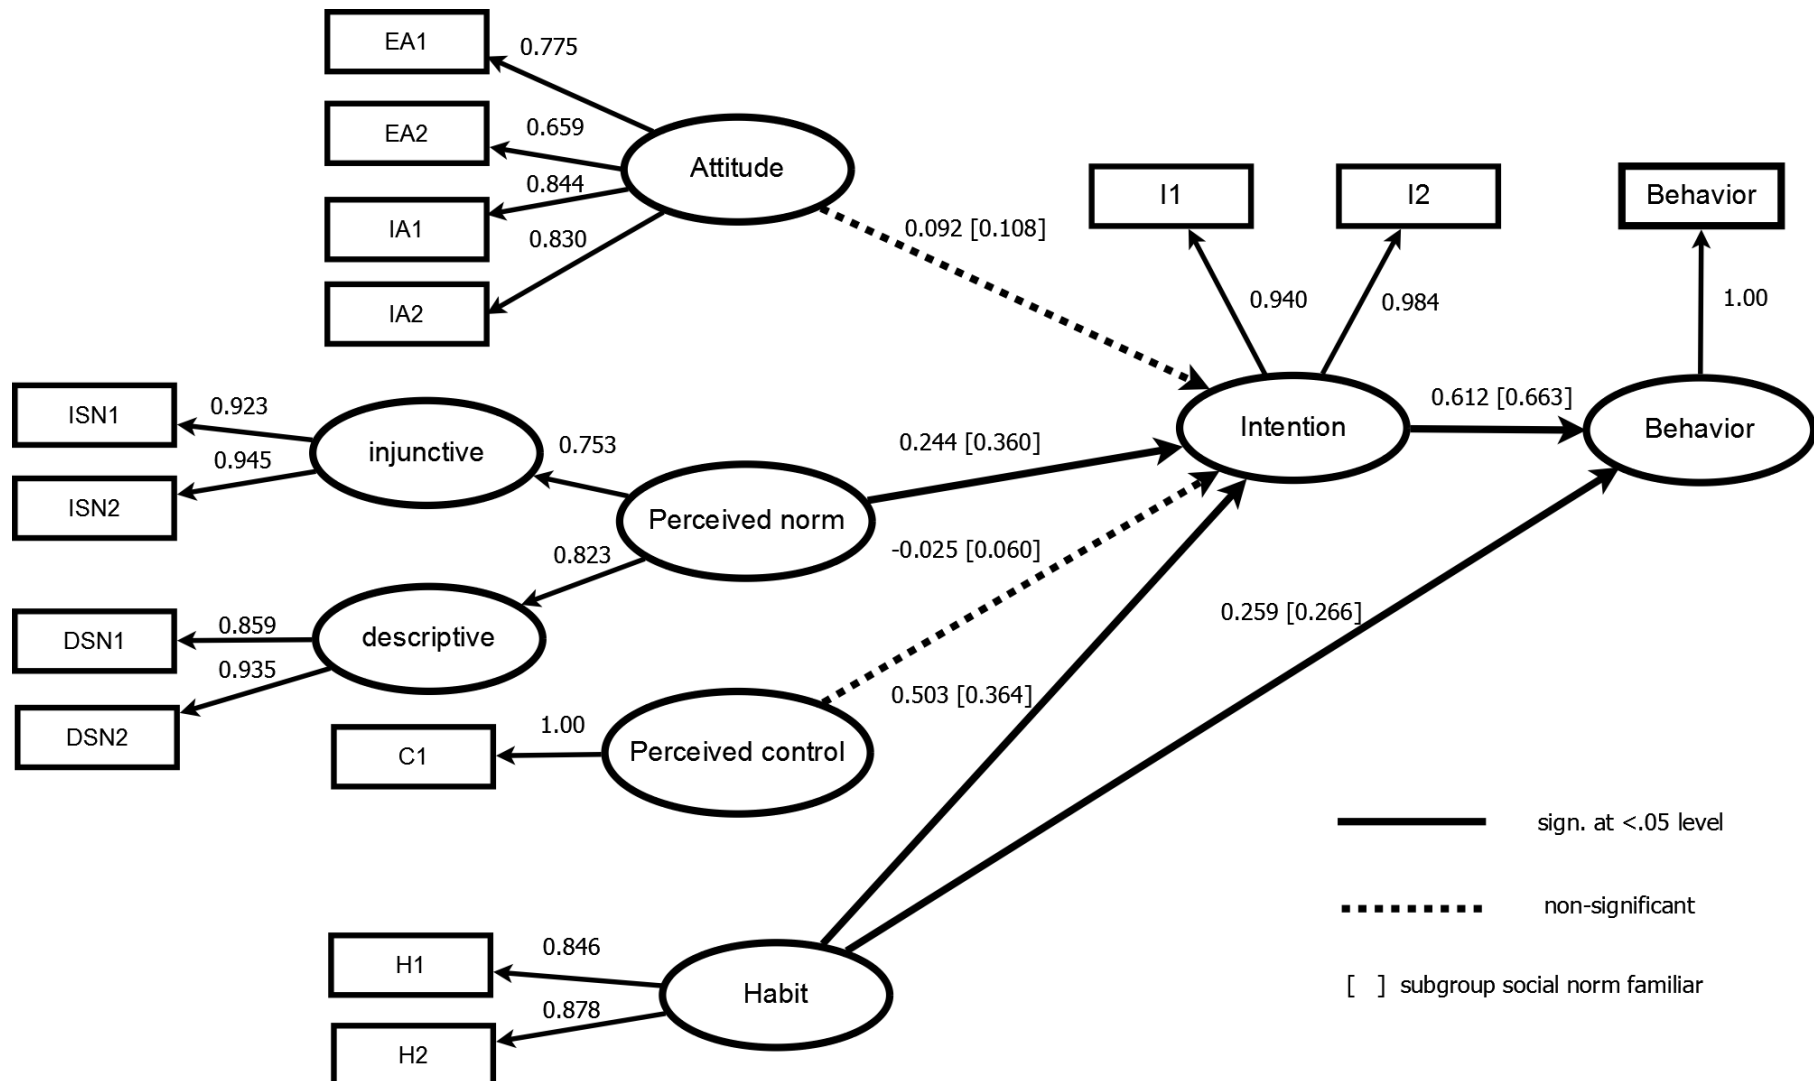 EA1
0.775
EA2
0.659
Attitude
0.844
IA1
0.830
IA2
0.092 [0.108]
I1
I2
Behavior
0.940
0.984
1.00
ISN1
0.923
injunctive
0.945
ISN2
0.753
Perceived norm
0.244 [0.360]
Intention
0.612 [0.663]
Behavior
0.823
-0.025 [0.060]
DSN1
0.859
descriptive
0.935
DSN2
0.259 [0.266]
0.503 [0.364]
C1
1.00
Perceived control
sign. at <.05 level
non-significant
[ ] subgroup social norm familiar
H1
0.846
Habit
0.878
H2